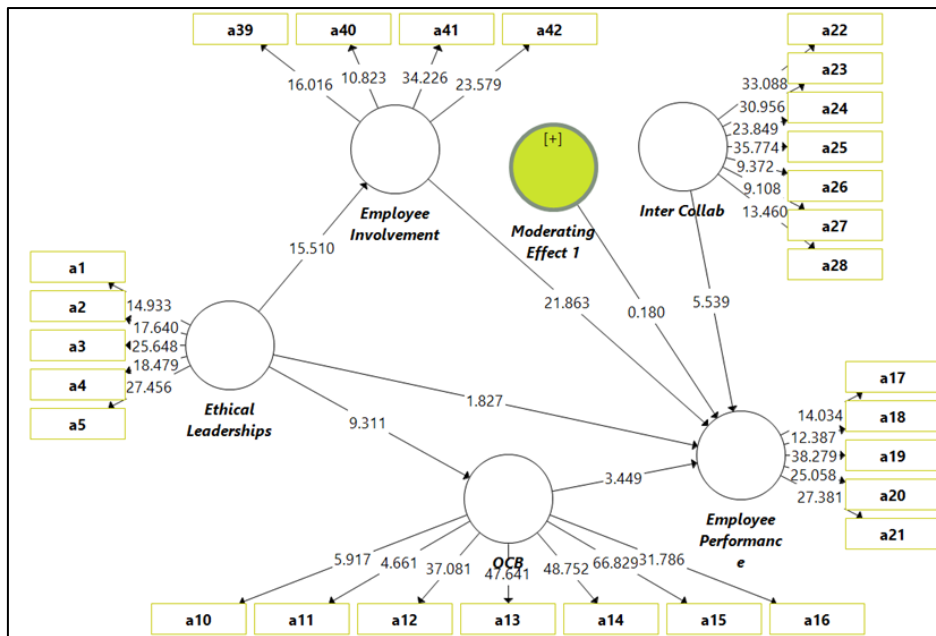 a39
a40
a41
a42
16.016
10.823
34.226
23.579
a22
a23
a24
a25
a26
a27
a28
33.088
30.956
23.849
35.774
9.372
9.108
13.460
[+]
Employee
Involvement
Moderating
Effect 1
Inter Collab
15.510
21.863
0.180
5.539
a1
a2
a3
a4
a5
14.933
17.640
25.648
18.479
27.456
Ethical
Leaderships
1.827
9.311
3.449
a17
a18
a19
a20
a21
14.034
12.387
38.279
25.058
27.381
Employee
Performanc
e
OCB
5.917
4.661
37.081
47.641
48.752
66.829
31.786
a10
a11
a12
a13
a14
a15
a16